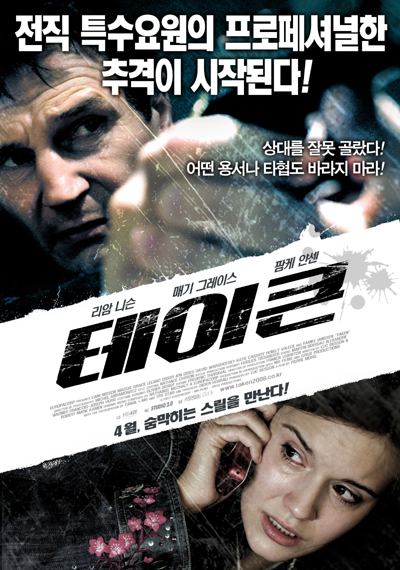 전직 특수요원의 프로페셔널한
추격이 시작된다!
상대를 잘못 골랐다!
어떤 용서나 타협도 바라지 마라!
리암 니슨 매기 그레이스 팜케 얀센
테이큰
www.taken2008.co.kr
4월, 숨막히는 스릴을 만난다!